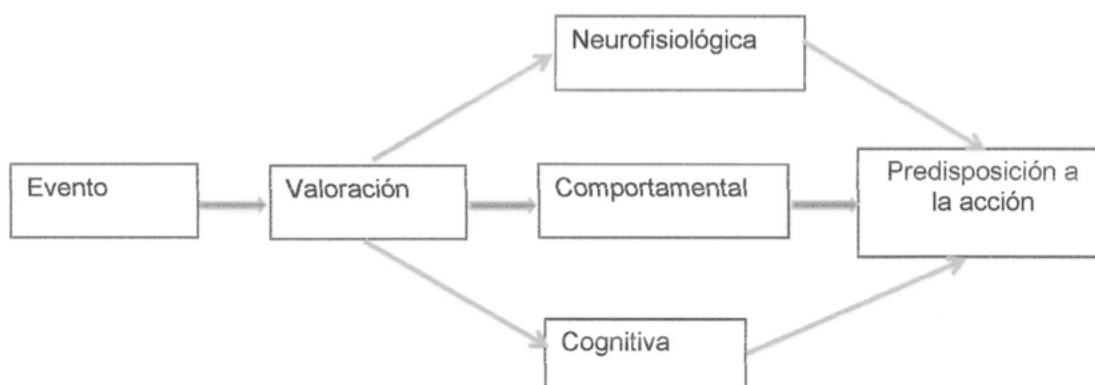 Neurofisiológica
Evento
Valoración
Comportamental
Predisposición a
la acción
Cognitiva